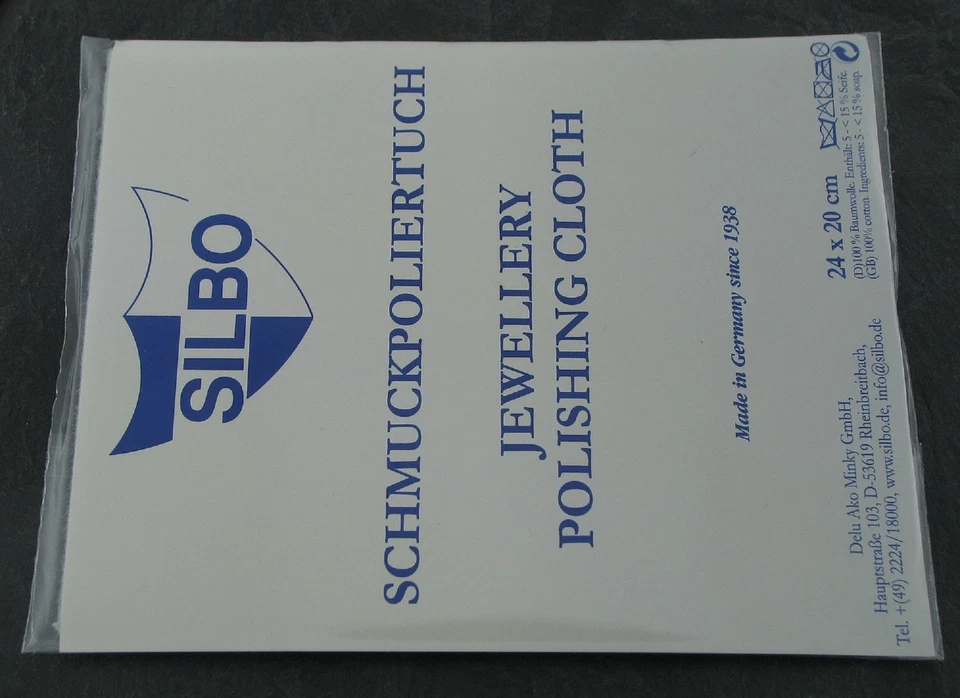 SILBO
SCHMUCKPOLIERTUCH
JEWELLERY
POLISHING CLOTH
Made in Germany since 1938
Delu Ako Minky GmbH,
Hauptstraße 103, D-53619 Rheinbreitbach,
Tel. +(49) 2224/18000, www.silbo.de, info@silbo.de
24 x 20 cm
(D)100 % Baumwolle. Enthält: 5 - < 15 % Seife.
(GB) 100% cotton. Ingredients: 5 - < 15 % soap.